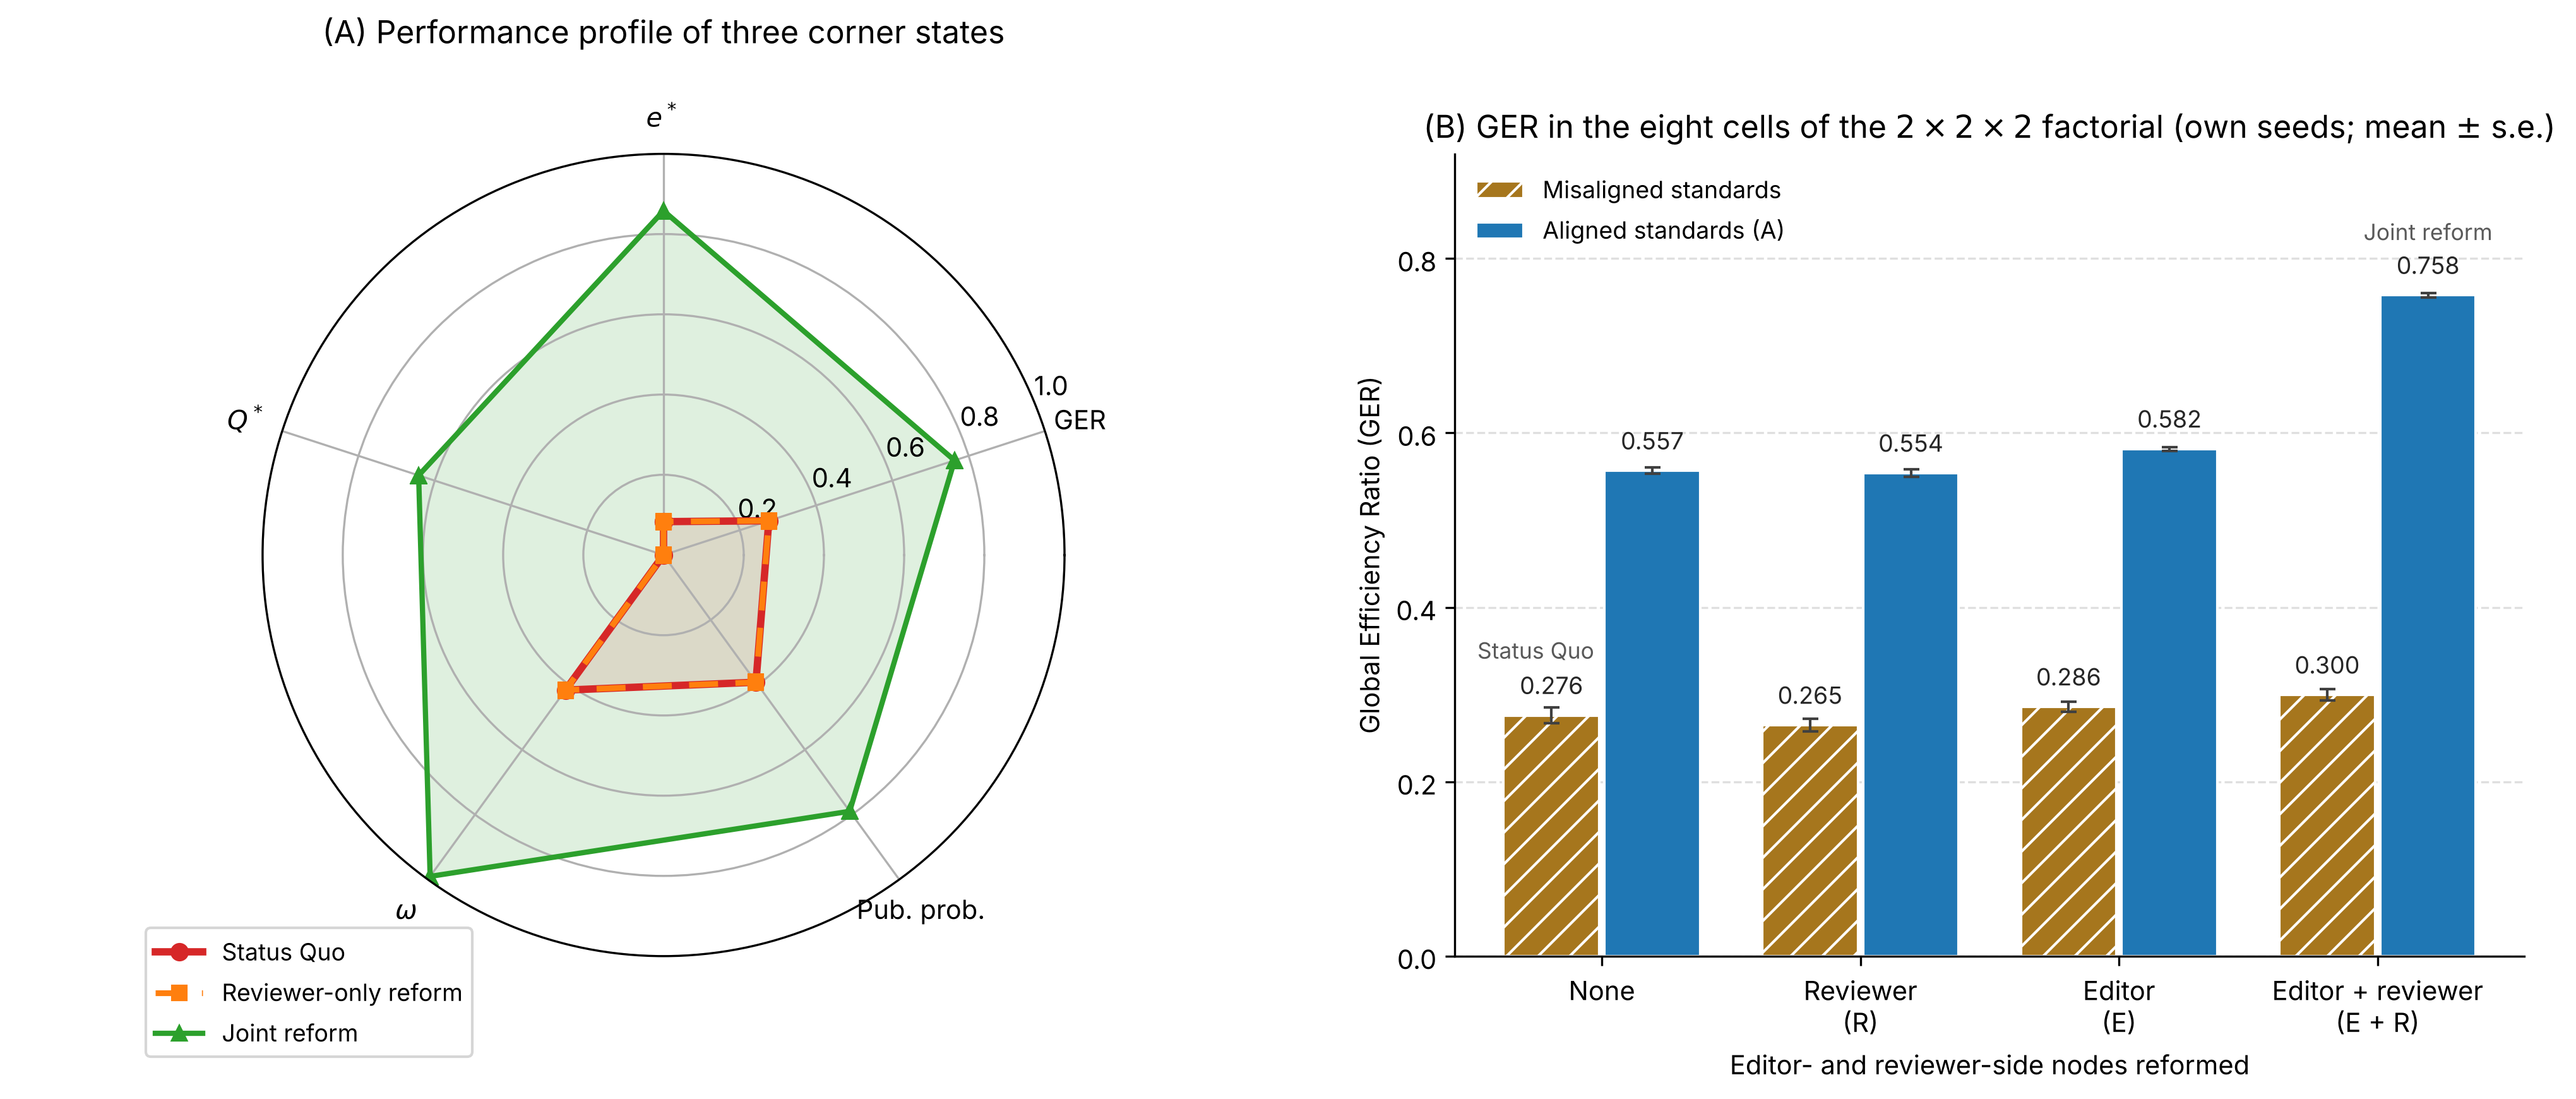 (A) Performance profile of three corner states
e*
Q*
1.0
GER
0.8
0.6
0.4
0.2
ω
Pub. prob.
Status Quo
Reviewer-only reform
Joint reform
(B) GER in the eight cells of the 2 × 2 × 2 factorial (own seeds; mean ± s.e.)
Misaligned standards
Aligned standards (A)
Joint reform
0.758
0.557
0.554
0.582
Status Quo
0.276
0.265
0.286
0.300
Global Efficiency Ratio (GER)
0.8
0.6
0.4
0.2
0.0
None
Reviewer
(R)
Editor
(E)
Editor + reviewer
(E + R)
Editor- and reviewer-side nodes reformed